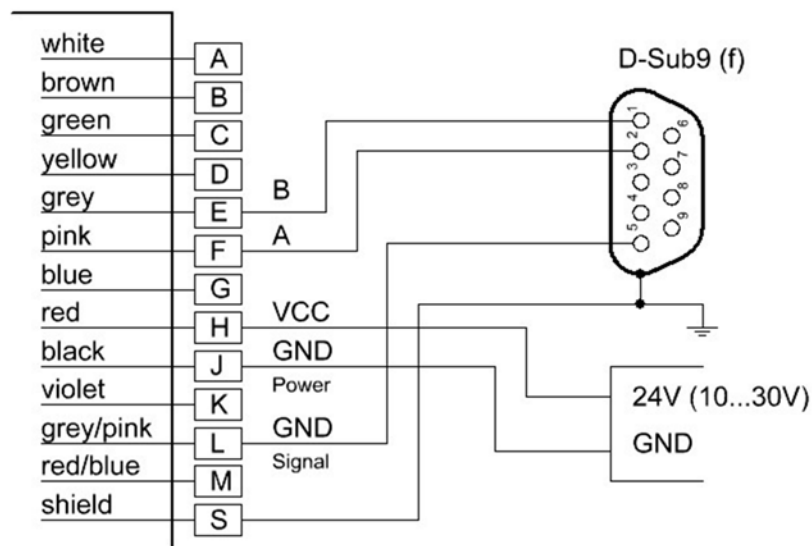 white A
brown B
green C
yellow D
grey E B
pink F A
blue G
red H VCC
black J GND
Power
violet K
grey/pink L GND
Signal
red/blue M
shield S
D-Sub9 (f)
1 6
2 7
3 8
4 9
5
24V (10...30V)
GND